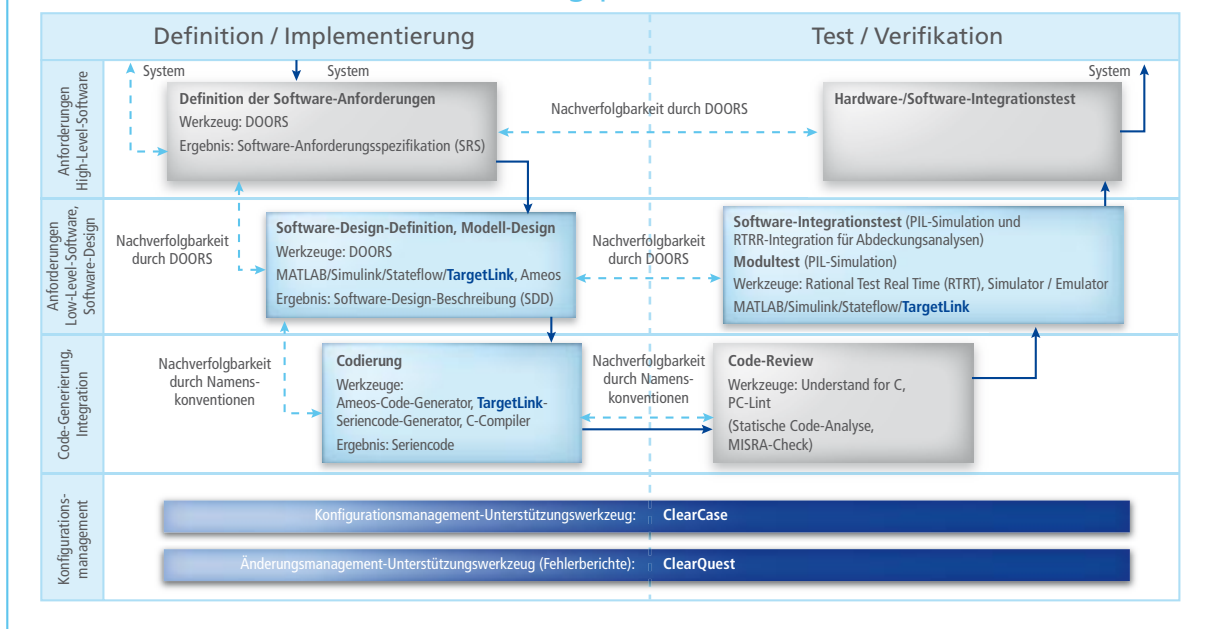 Definition / Implementierung
Test / Verifikation
Anforderungen
High-Level-Software
System
System
System
Definition der Software-Anforderungen
Werkzeug: DOORS
Ergebnis: Software-Anforderungsspezifikation (SRS)
Nachverfolgbarkeit durch DOORS
Hardware-/Software-Integrationstest
Anforderungen
Low-Level-Software,
Software-Design
Nachverfolgbarkeit
durch DOORS
Software-Design-Definition, Modell-Design
Werkzeuge: DOORS
MATLAB/Simulink/Stateflow/TargetLink, Ameos
Ergebnis: Software-Design-Beschreibung (SDD)
Nachverfolgbarkeit
durch DOORS
Software-Integrationstest (PIL-Simulation und
RTRR-Integration für Abdeckungsanalysen)
Modultest (PIL-Simulation)
Werkzeuge: Rational Test Real Time (RTRT), Simulator / Emulator
MATLAB/Simulink/Stateflow/TargetLink
Code-Generierung,
Integration
Nachverfolgbarkeit
durch Namens-
konventionen
Codierung
Werkzeuge:
Ameos-Code-Generator, TargetLink-
Seriencode-Generator, C-Compiler
Ergebnis: Seriencode
Nachverfolgbarkeit
durch Namens-
konventionen
Code-Review
Werkzeuge: Understand for C,
PC-Lint
(Statische Code-Analyse,
MISRA-Check)
Konfigurations-
management
Konfigurationsmanagement-Unterstützungswerkzeug: ClearCase
Änderungsmanagement-Unterstützungswerkzeug (Fehlerberichte): ClearQuest